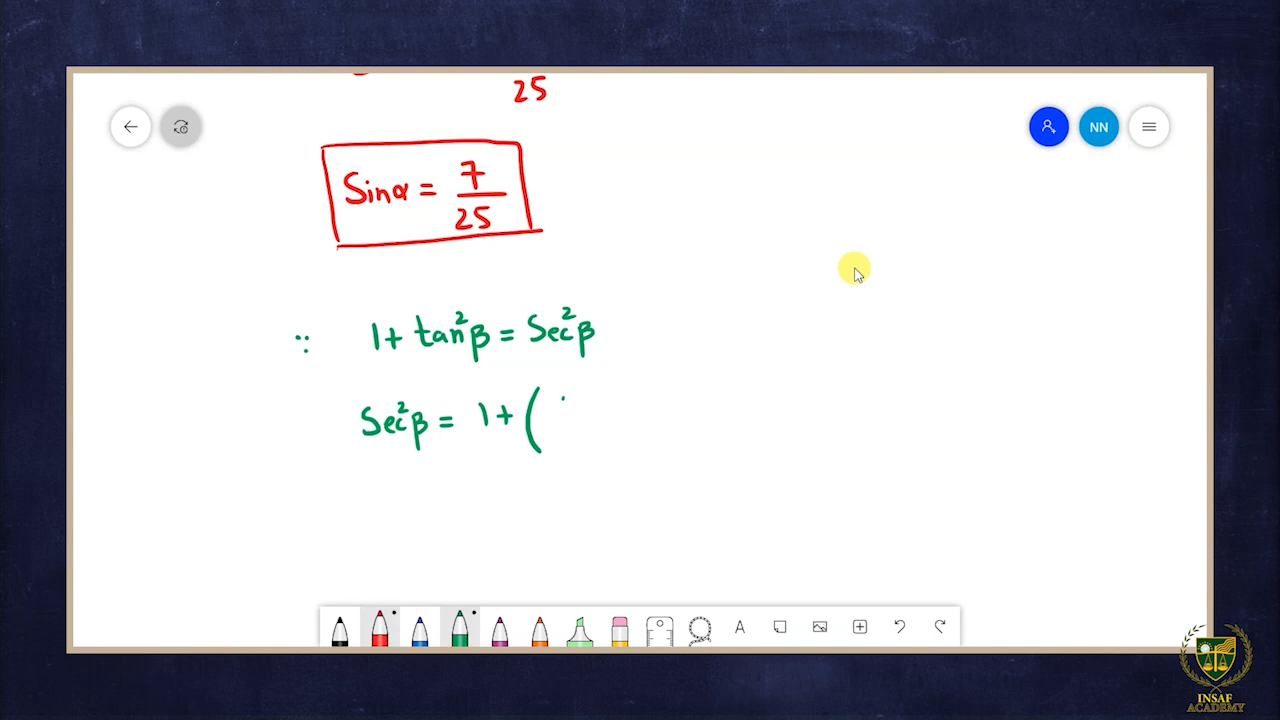 25
NN
Sinα = 7/25
∵ 1 + tan²β = Sec²β
Sec²β = 1 + (
A
INSAF
ACADEMY